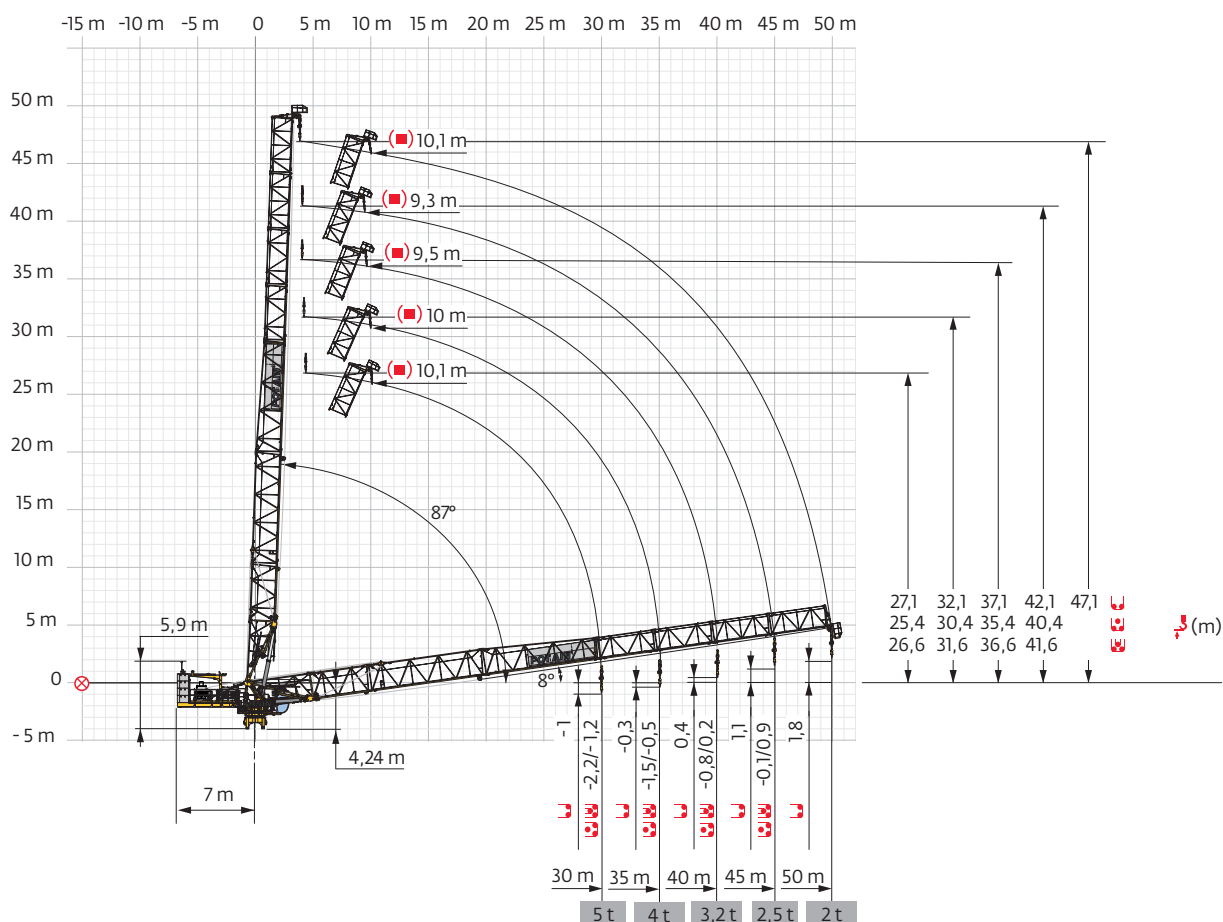 -15 m -10 m -5 m 0 5 m 10 m 15 m 20 m 25 m 30 m 35 m 40 m 45 m 50 m
50 m
45 m
40 m
35 m
30 m
25 m
20 m
15 m
10 m
5 m
0
- 5 m
10,1 m
9,3 m
9,5 m
10 m
10,1 m
87°
8°
POTAIN
5,9 m
4,24 m
7 m
27,1 32,1 37,1 42,1 47,1
25,4 30,4 35,4 40,4
26,6 31,6 36,6 41,6
(m)
-1
-2,2/-1,2
-0,3
-1,5/-0,5
0,4
-0,8/0,2
1,1
-0,1/0,9
1,8
30 m 35 m 40 m 45 m 50 m
5 t 4 t 3,2 t 2,5 t 2 t